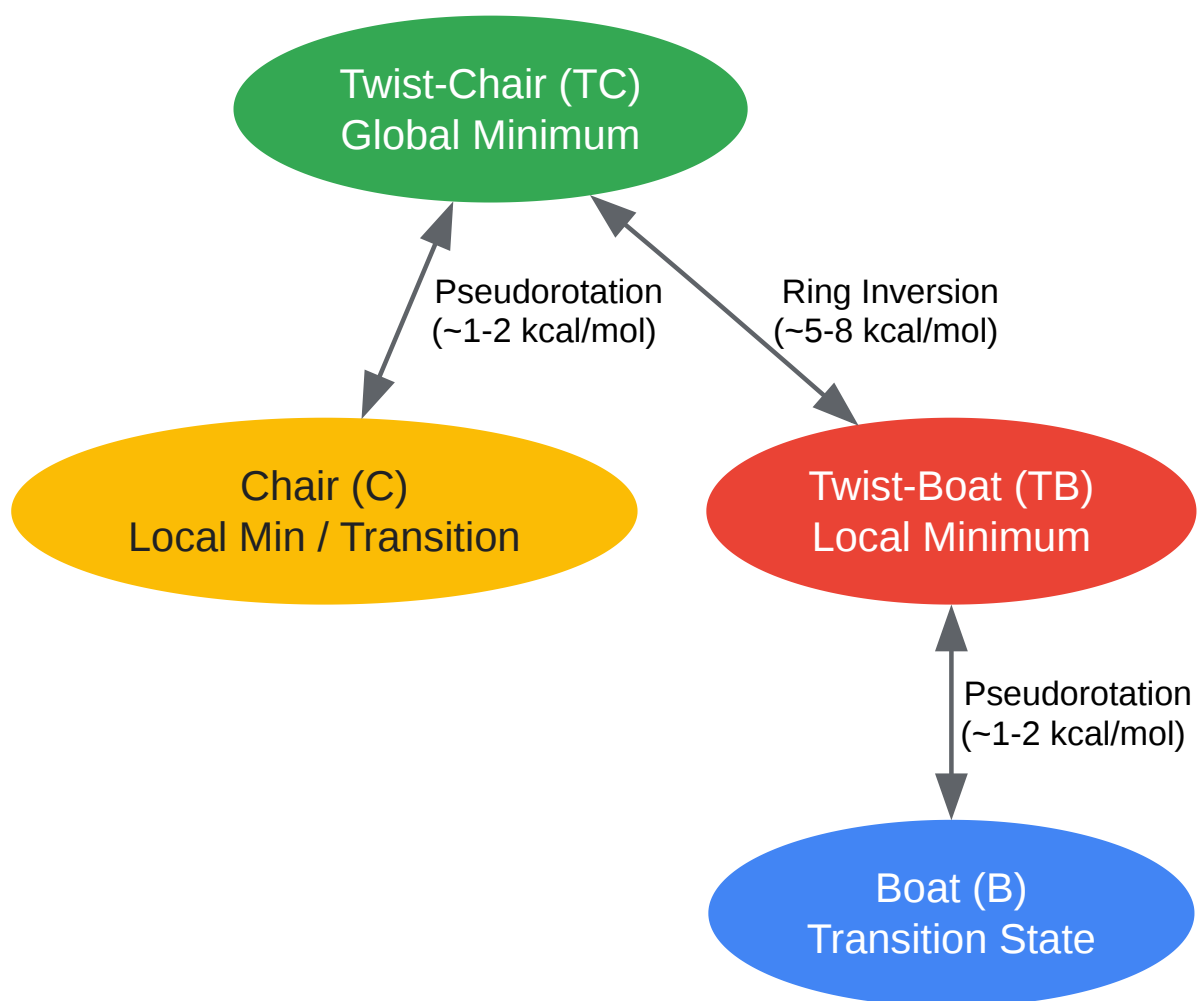 Twist-Chair (TC)
Global Minimum
Pseudorotation
(~1-2 kcal/mol)
Ring Inversion
(~5-8 kcal/mol)
Chair (C)
Local Min / Transition
Twist-Boat (TB)
Local Minimum
Pseudorotation
(~1-2 kcal/mol)
Boat (B)
Transition State